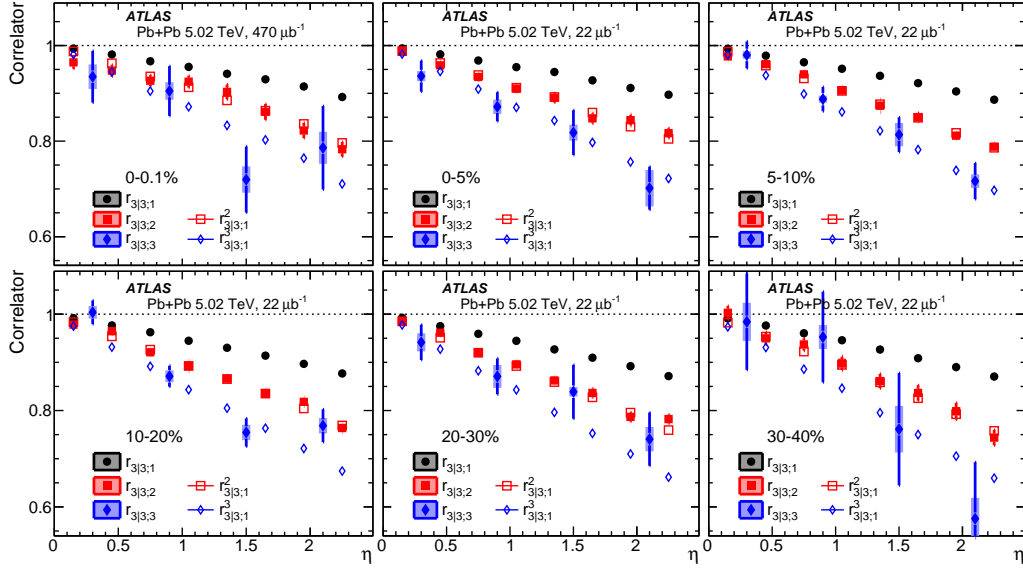 ATLAS
Pb+Pb 5.02 TeV, 470 μb⁻¹
Correlator
1
0.8
0.6
0-0.1%
r3|3;1
r3|3;2 r²3|3;1
r3|3;3 r³3|3;1
ATLAS
Pb+Pb 5.02 TeV, 22 μb⁻¹
0-5%
r3|3;1
r3|3;2 r²3|3;1
r3|3;3 r³3|3;1
ATLAS
Pb+Pb 5.02 TeV, 22 μb⁻¹
5-10%
r3|3;1
r3|3;2 r²3|3;1
r3|3;3 r³3|3;1
ATLAS
Pb+Pb 5.02 TeV, 22 μb⁻¹
Correlator
1
0.8
0.6
10-20%
r3|3;1
r3|3;2 r²3|3;1
r3|3;3 r³3|3;1
0 0.5 1 1.5 2 η
ATLAS
Pb+Pb 5.02 TeV, 22 μb⁻¹
20-30%
r3|3;1
r3|3;2 r²3|3;1
r3|3;3 r³3|3;1
0 0.5 1 1.5 2 η
ATLAS
Pb+Pb 5.02 TeV, 22 μb⁻¹
30-40%
r3|3;1
r3|3;2 r²3|3;1
r3|3;3 r³3|3;1
0 0.5 1 1.5 2 η